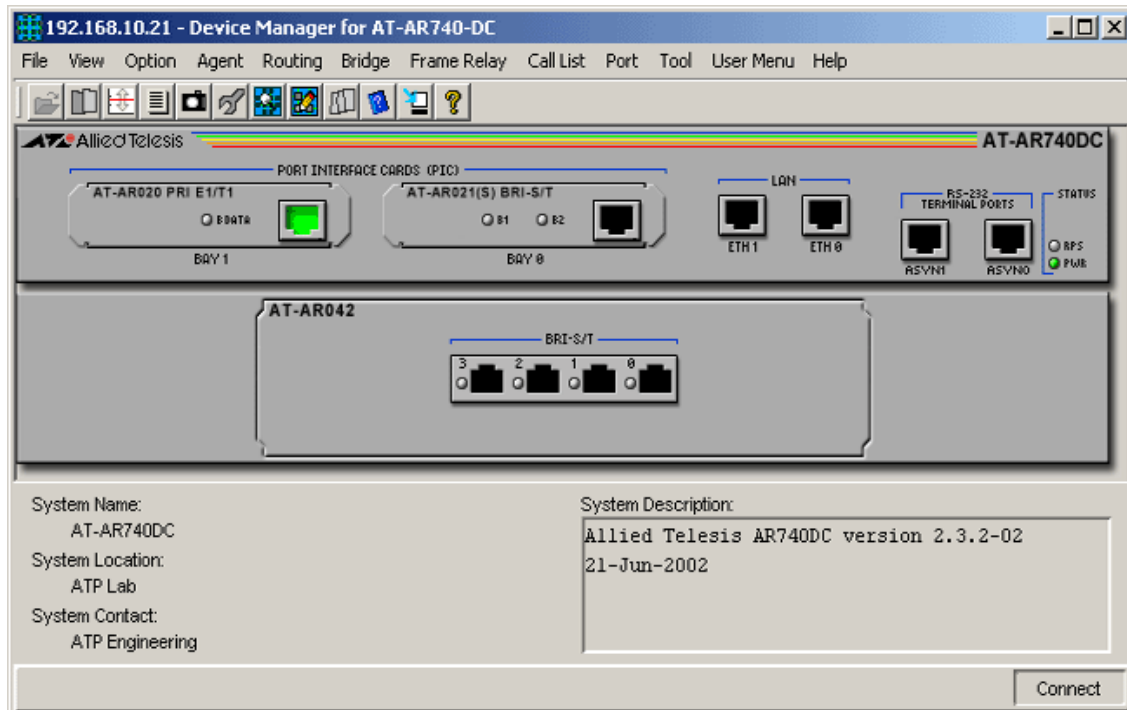 192.168.10.21 - Device Manager for AT-AR740-DC
File View Option Agent Routing Bridge Frame Relay Call List Port Tool User Menu Help
Allied Telesis
AT-AR740DC
PORT INTERFACE CARDS (PIC)
AT-AR020 PRI E1/T1
BDATA
BAY 1
AT-AR021(S) BRI-S/T
B1 B2
BAY 0
LAN
ETH 1 ETH 0
RS-232
TERMINAL PORTS
ASYN1 ASYN0
STATUS
RPS
PWR
AT-AR042
BRI-S/T
3 2 1 0
System Name:
AT-AR740DC
System Location:
ATP Lab
System Contact:
ATP Engineering
System Description:
Allied Telesis AR740DC version 2.3.2-02
21-Jun-2002
Connect